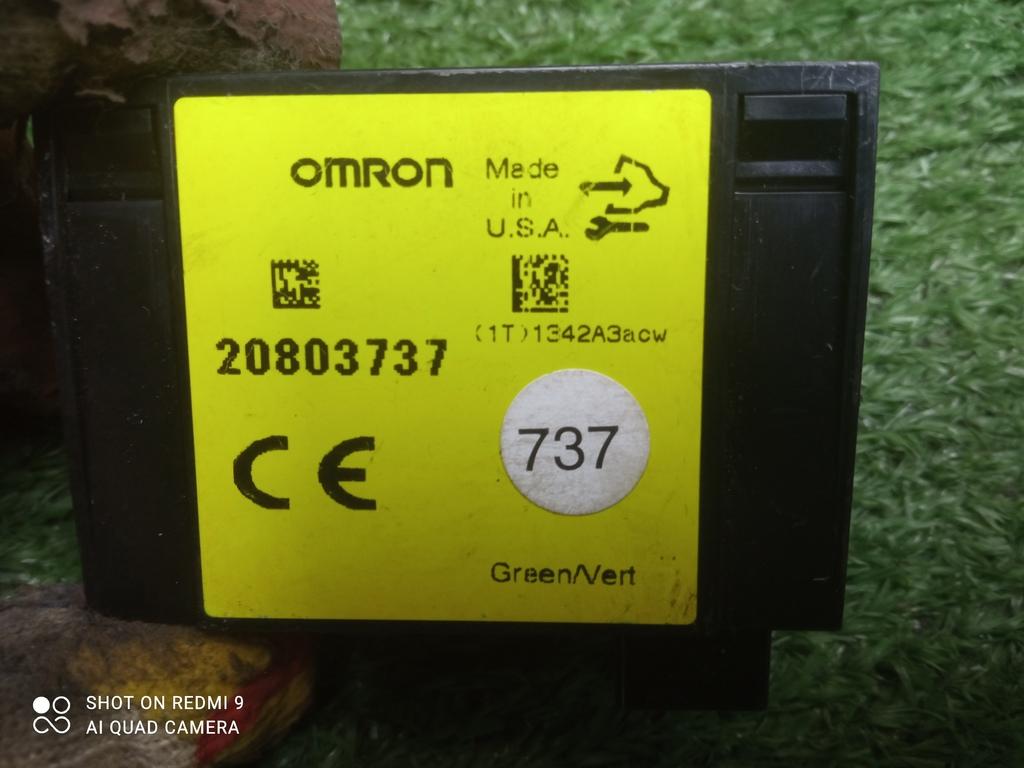 OMRON
Made
in
U.S.A.
20803737
(1T)1342A3acw
CE
737
Green/Vert
SHOT ON REDMI 9
AI QUAD CAMERA